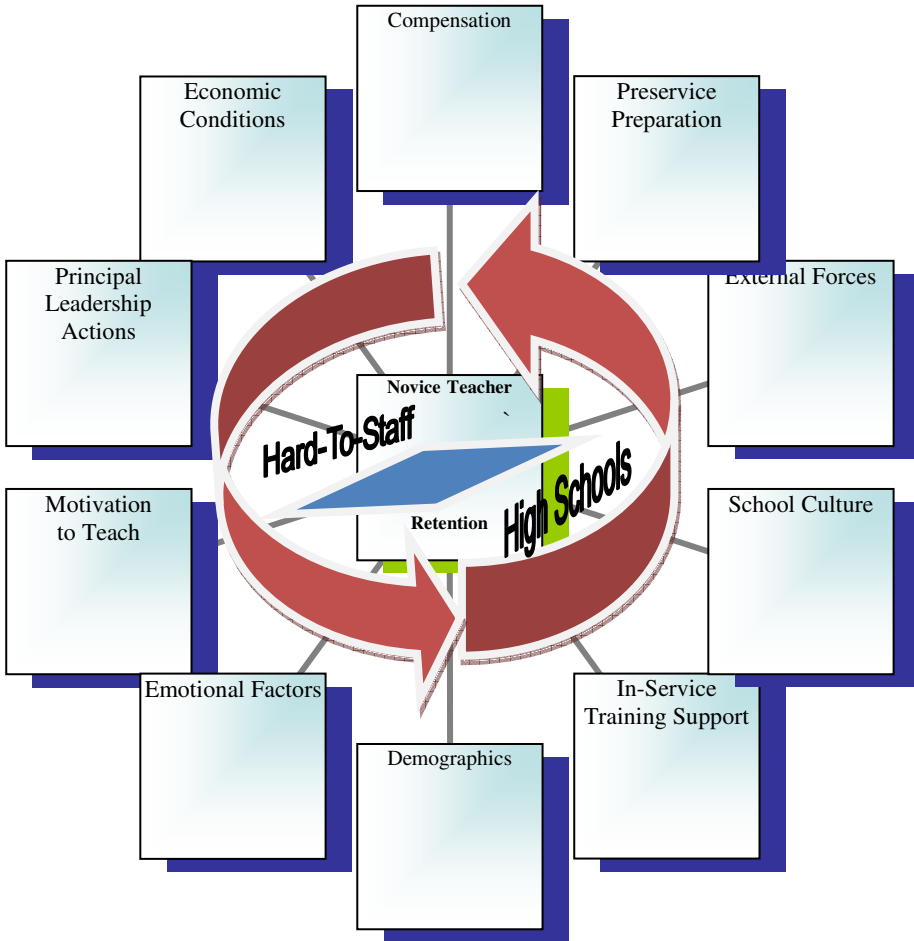 Compensation
Economic
Conditions
Preservice
Preparation
Principal
Leadership
Actions
External Forces
Novice Teacher
`
Hard-To-Staff
High Schools
Retention
Motivation
to Teach
School Culture
Emotional Factors
In-Service
Training Support
Demographics